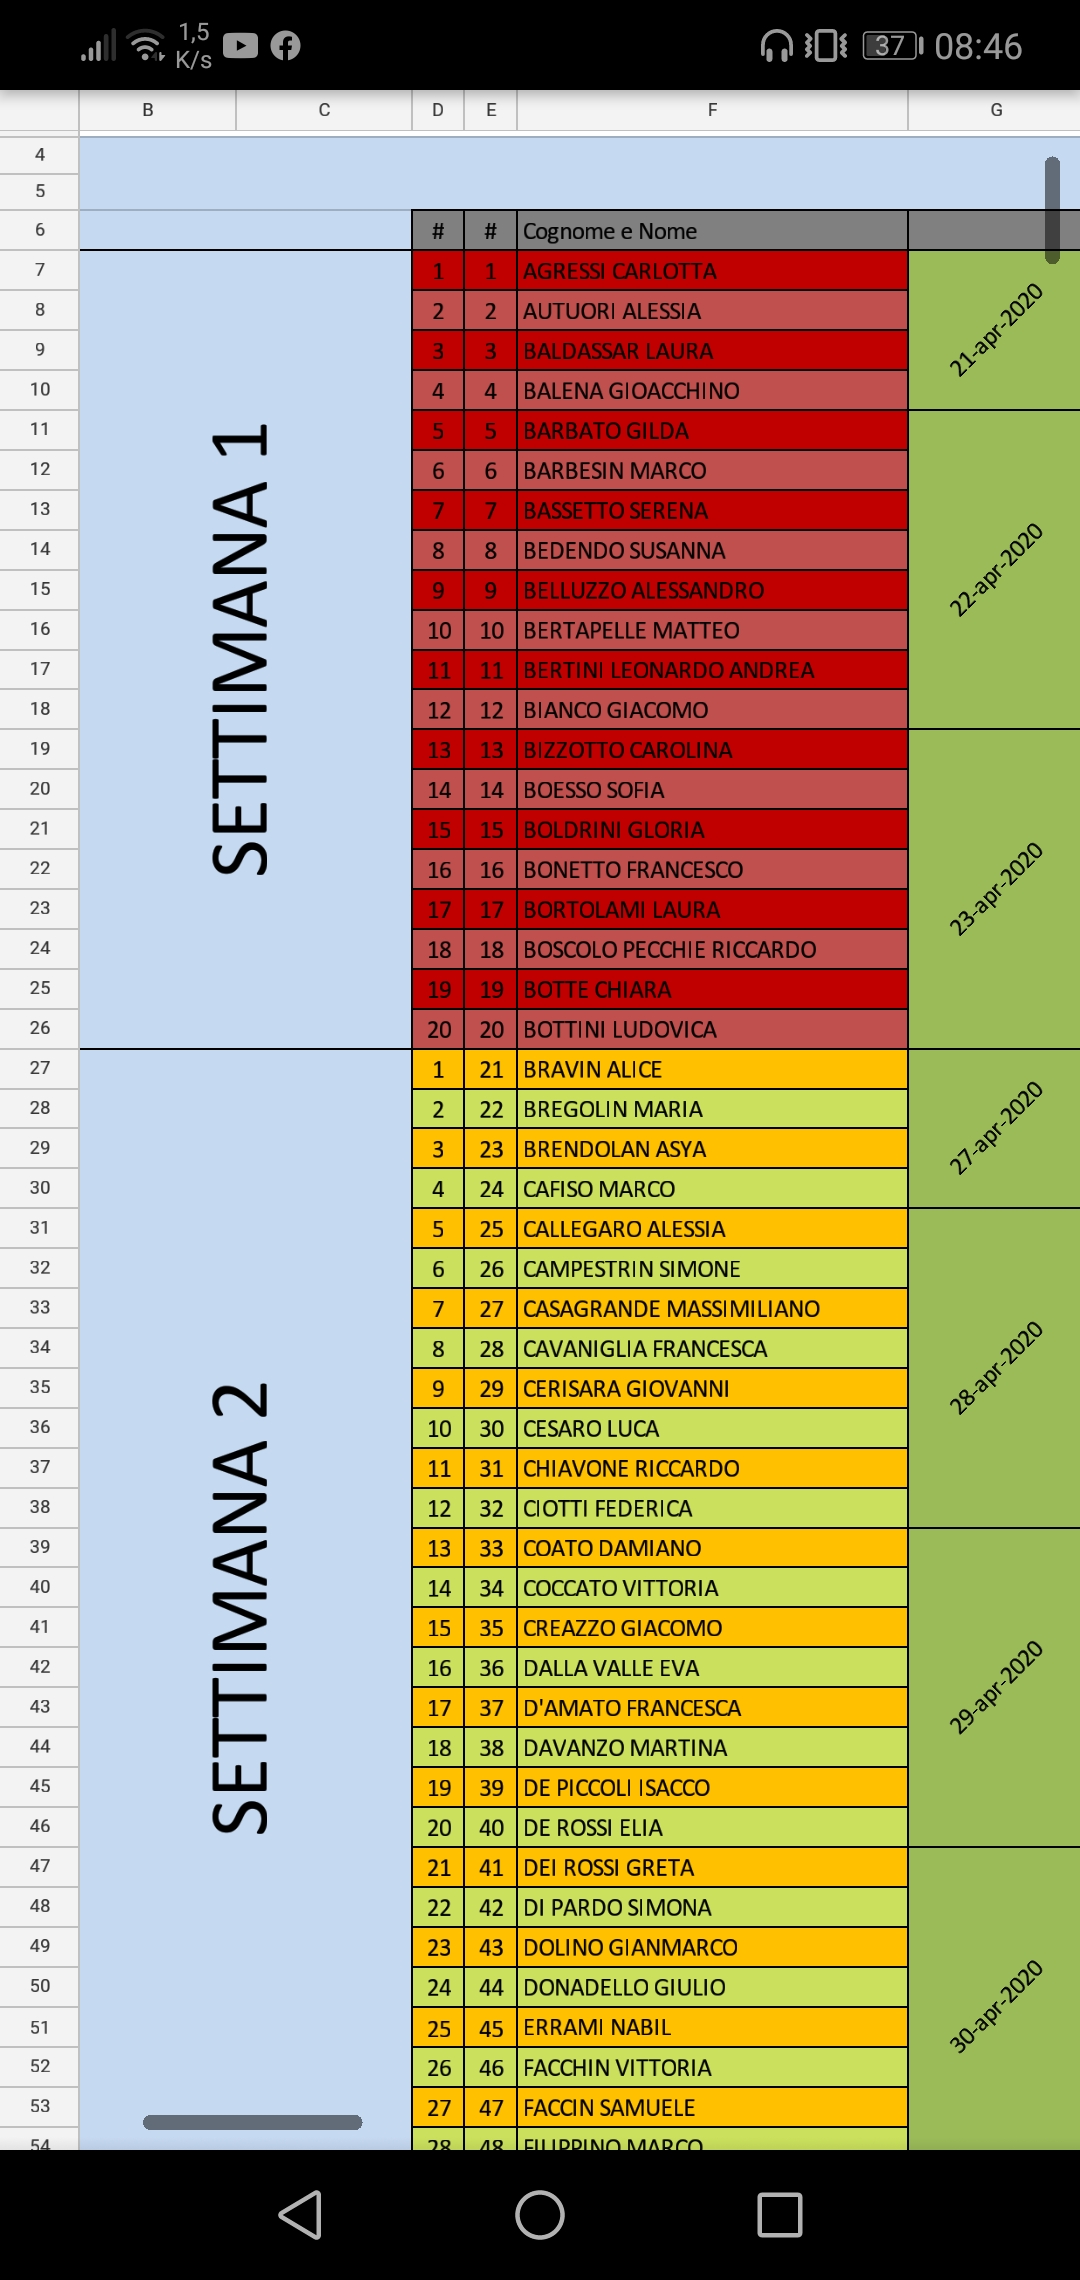 1,5
K/s
37
08:46
B C D E F G
4
5
6 # # Cognome e Nome
7 1 1 AGRESSI CARLOTTA
8 2 2 AUTUORI ALESSIA
9 3 3 BALDASSAR LAURA
10 4 4 BALENA GIOACCHINO
21-apr-2020
11 5 5 BARBATO GILDA
12 6 6 BARBESIN MARCO
13 7 7 BASSETTO SERENA
14 8 8 BEDENDO SUSANNA
15 9 9 BELLUZZO ALESSANDRO
16 10 10 BERTAPELLE MATTEO
17 11 11 BERTINI LEONARDO ANDREA
18 12 12 BIANCO GIACOMO
22-apr-2020
19 13 13 BIZZOTTO CAROLINA
20 14 14 BOESSO SOFIA
21 15 15 BOLDRINI GLORIA
22 16 16 BONETTO FRANCESCO
23 17 17 BORTOLAMI LAURA
24 18 18 BOSCOLO PECCHIE RICCARDO
25 19 19 BOTTE CHIARA
26 20 20 BOTTINI LUDOVICA
23-apr-2020
SETTIMANA 1
27 1 21 BRAVIN ALICE
28 2 22 BREGOLIN MARIA
29 3 23 BRENDOLAN ASYA
30 4 24 CAFISO MARCO
27-apr-2020
31 5 25 CALLEGARO ALESSIA
32 6 26 CAMPESTRIN SIMONE
33 7 27 CASAGRANDE MASSIMILIANO
34 8 28 CAVANIGLIA FRANCESCA
35 9 29 CERISARA GIOVANNI
36 10 30 CESARO LUCA
37 11 31 CHIAVONE RICCARDO
38 12 32 CIOTTI FEDERICA
28-apr-2020
39 13 33 COATO DAMIANO
40 14 34 COCCATO VITTORIA
41 15 35 CREAZZO GIACOMO
42 16 36 DALLA VALLE EVA
43 17 37 D'AMATO FRANCESCA
44 18 38 DAVANZO MARTINA
45 19 39 DE PICCOLI ISACCO
46 20 40 DE ROSSI ELIA
29-apr-2020
47 21 41 DEI ROSSI GRETA
48 22 42 DI PARDO SIMONA
49 23 43 DOLINO GIANMARCO
50 24 44 DONADELLO GIULIO
51 25 45 ERRAMI NABIL
52 26 46 FACCHIN VITTORIA
53 27 47 FACCIN SAMUELE
54 28 48 FILIPPINO MARCO
30-apr-2020
SETTIMANA 2